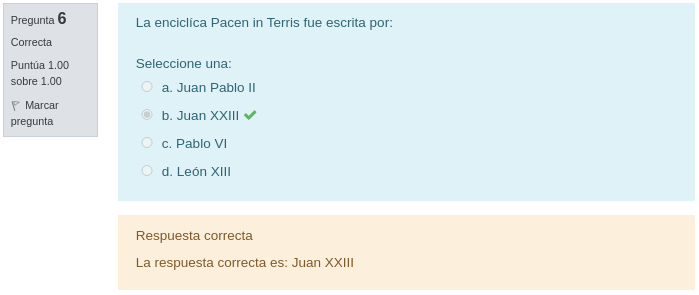 Pregunta 6
Correcta
Puntúa 1.00
sobre 1.00
Marcar
pregunta
La enciclíca Pacen in Terris fue escrita por:
Seleccione una:
a. Juan Pablo II
b. Juan XXIII
c. Pablo VI
d. León XIII
Respuesta correcta
La respuesta correcta es: Juan XXIII